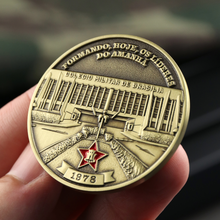 FORMANDO, HOJE, OS LÍDERES
DO AMANHÃ
COLÉGIO MILITAR DE BRASÍLIA
1978